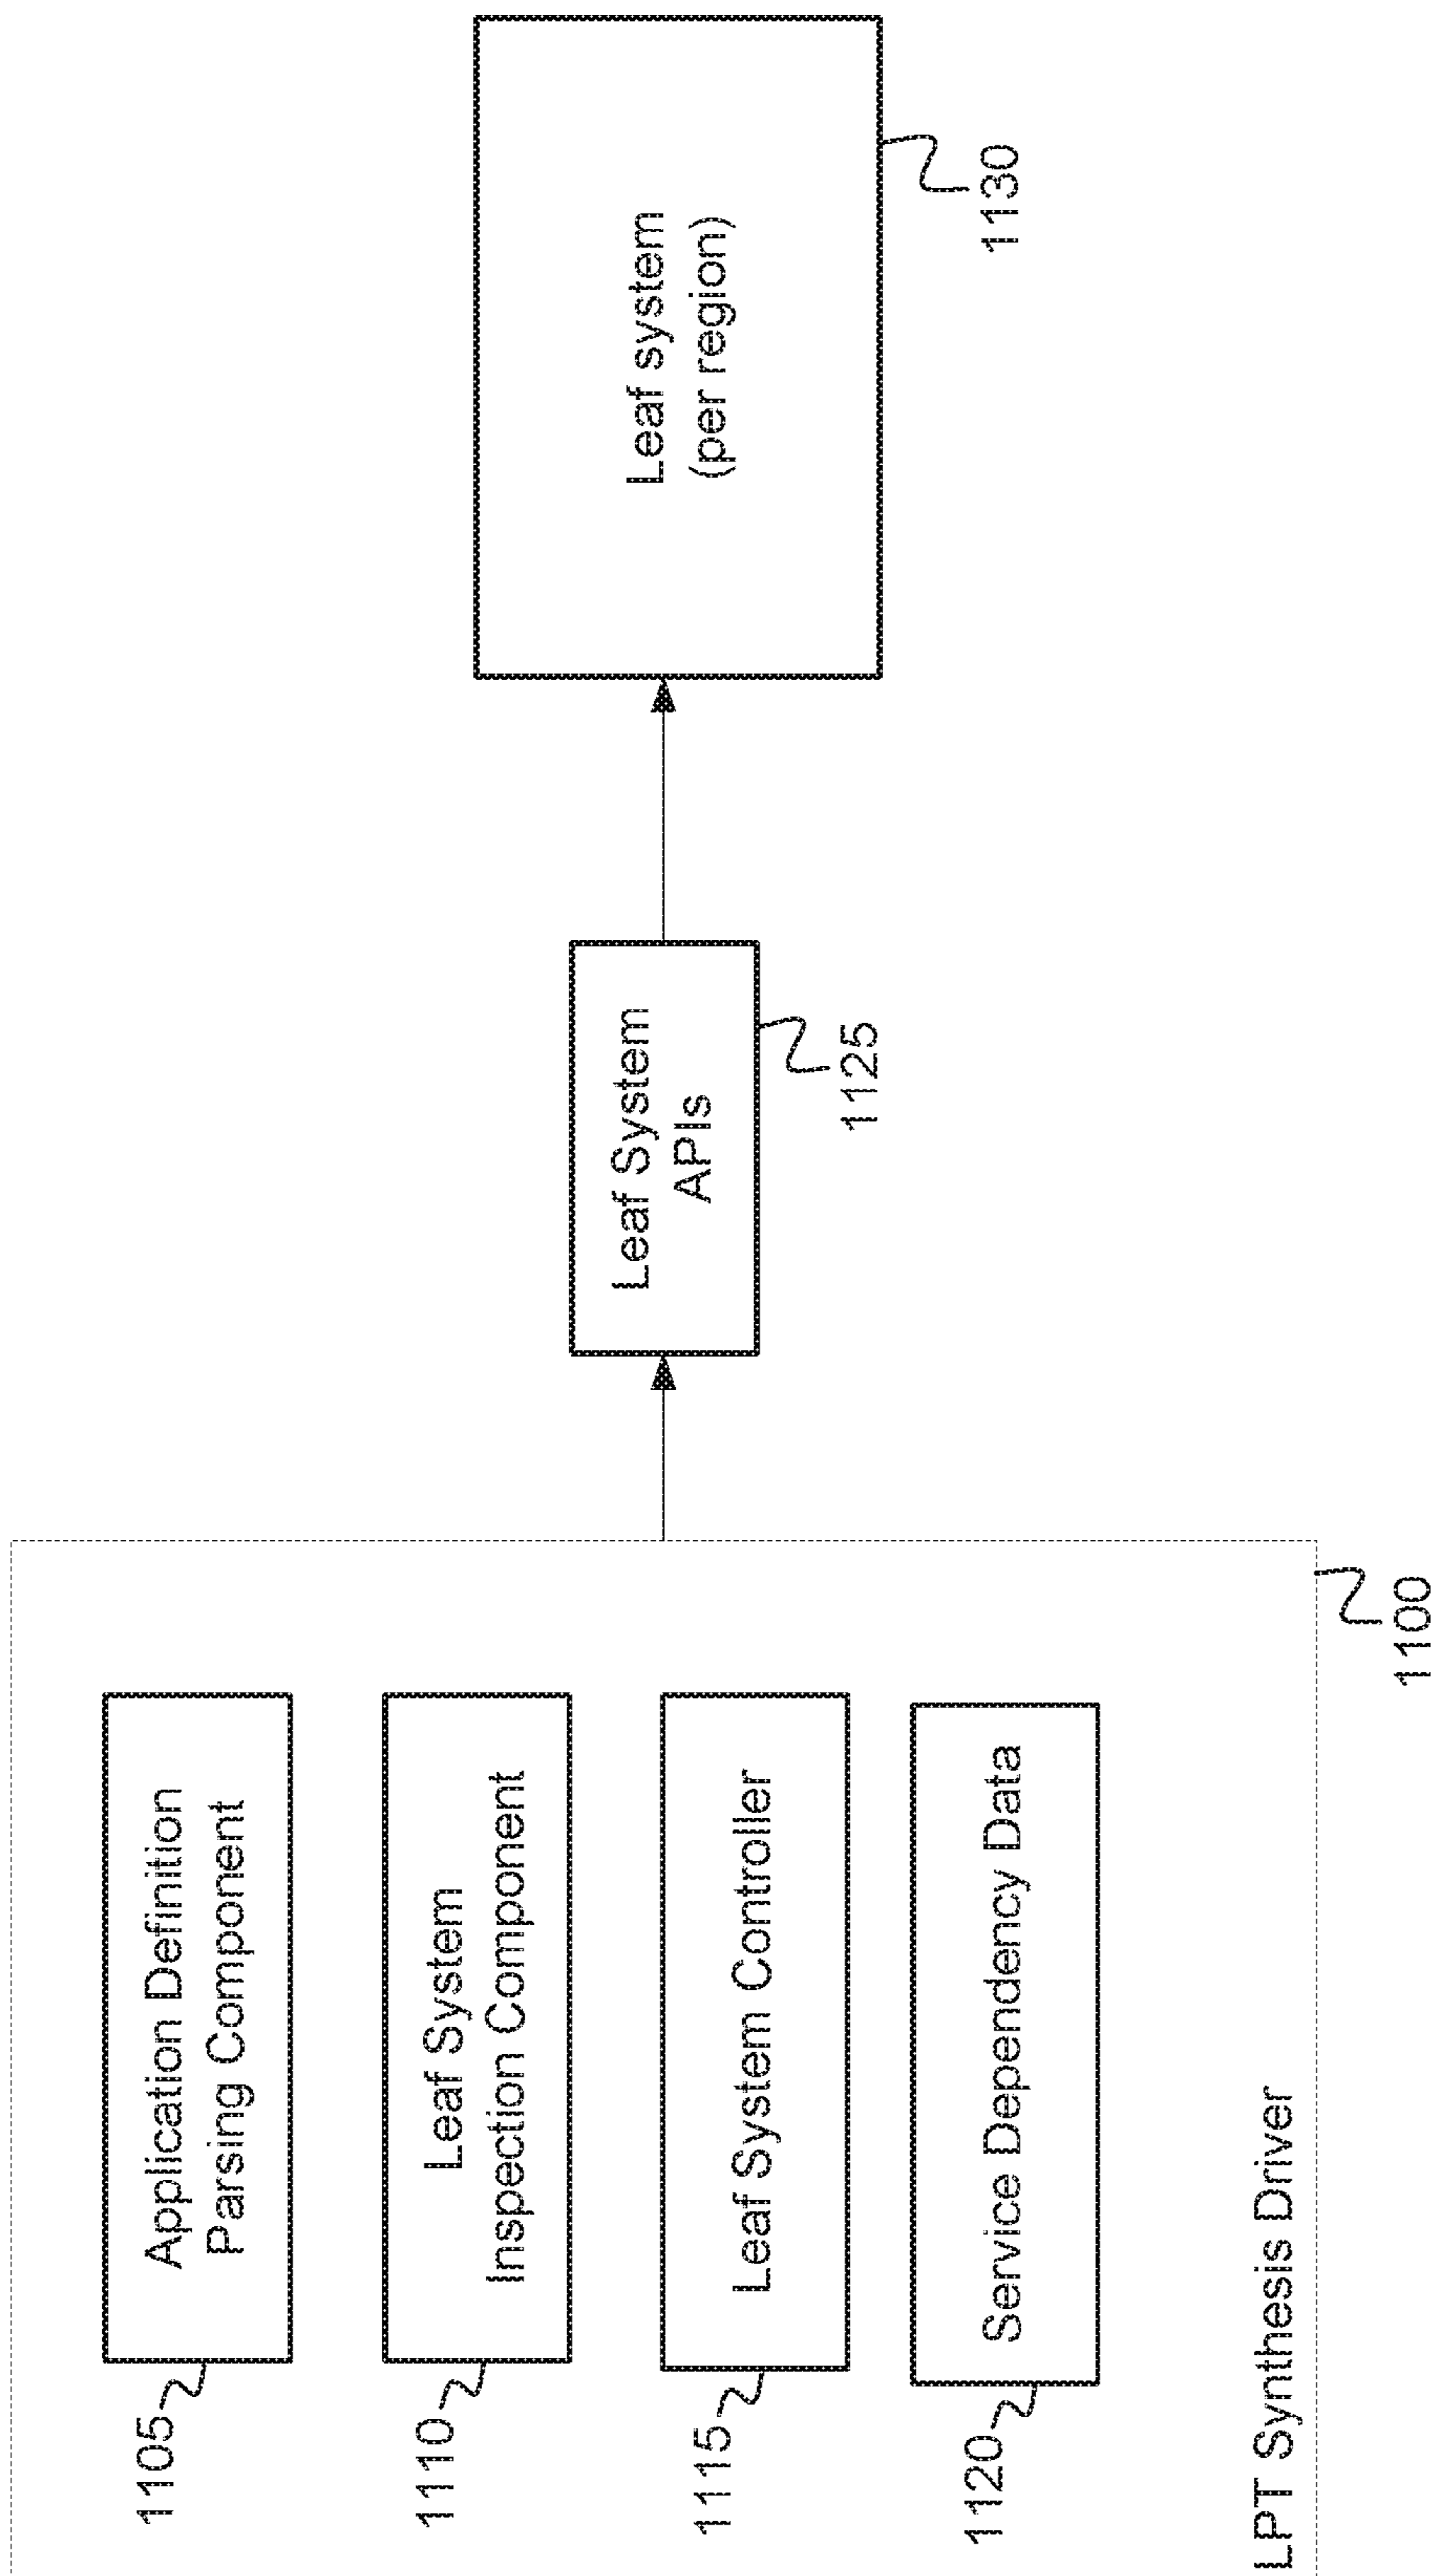 1105
Application Definition
Parsing Component
1110
Leaf System
Inspection Component
1115
Leaf System Controller
1120
Service Dependency Data
LPT Synthesis Driver
1100
Leaf System
APIs
1125
Leaf system
(per region)
1130